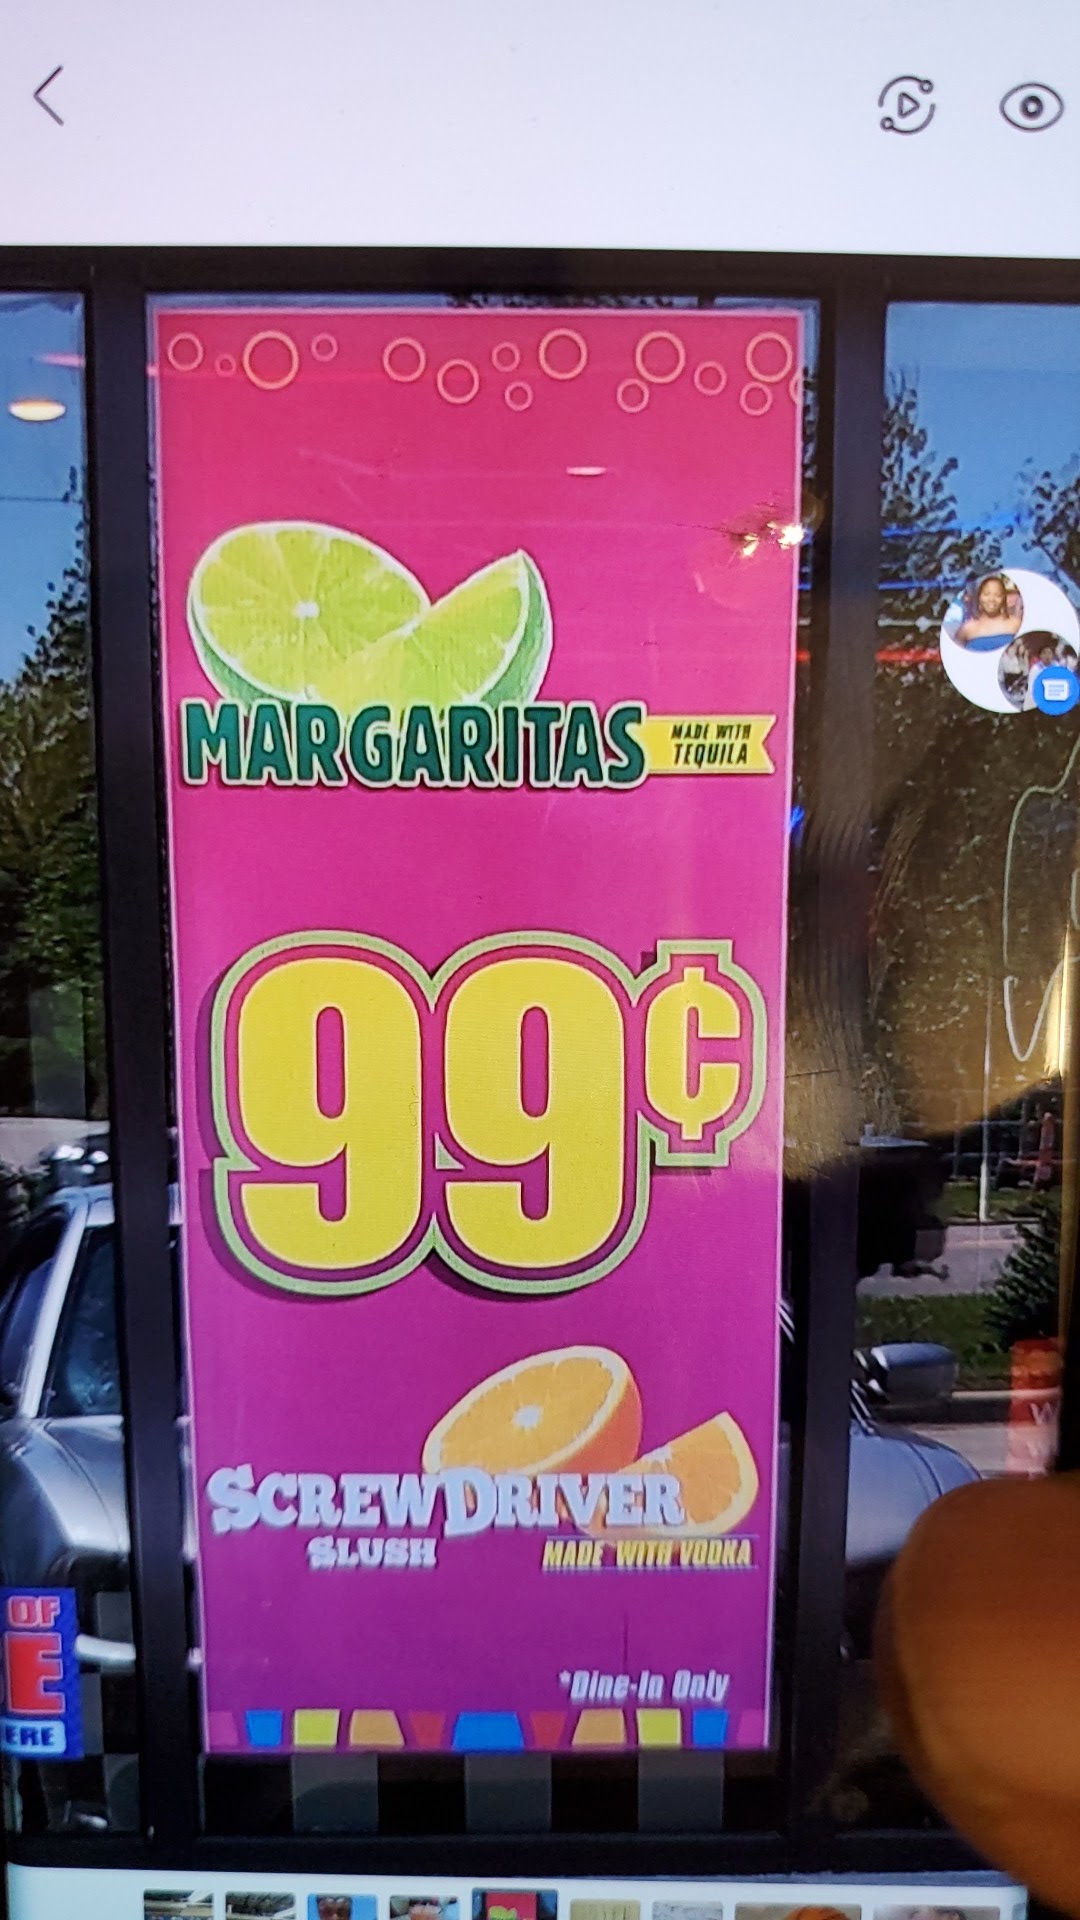 MARGARITAS
MADE WITH
TEQUILA
99¢
SCREWDRIVER
SLUSH
MADE WITH VODKA
*Dine-In Only
OF
E
ERE